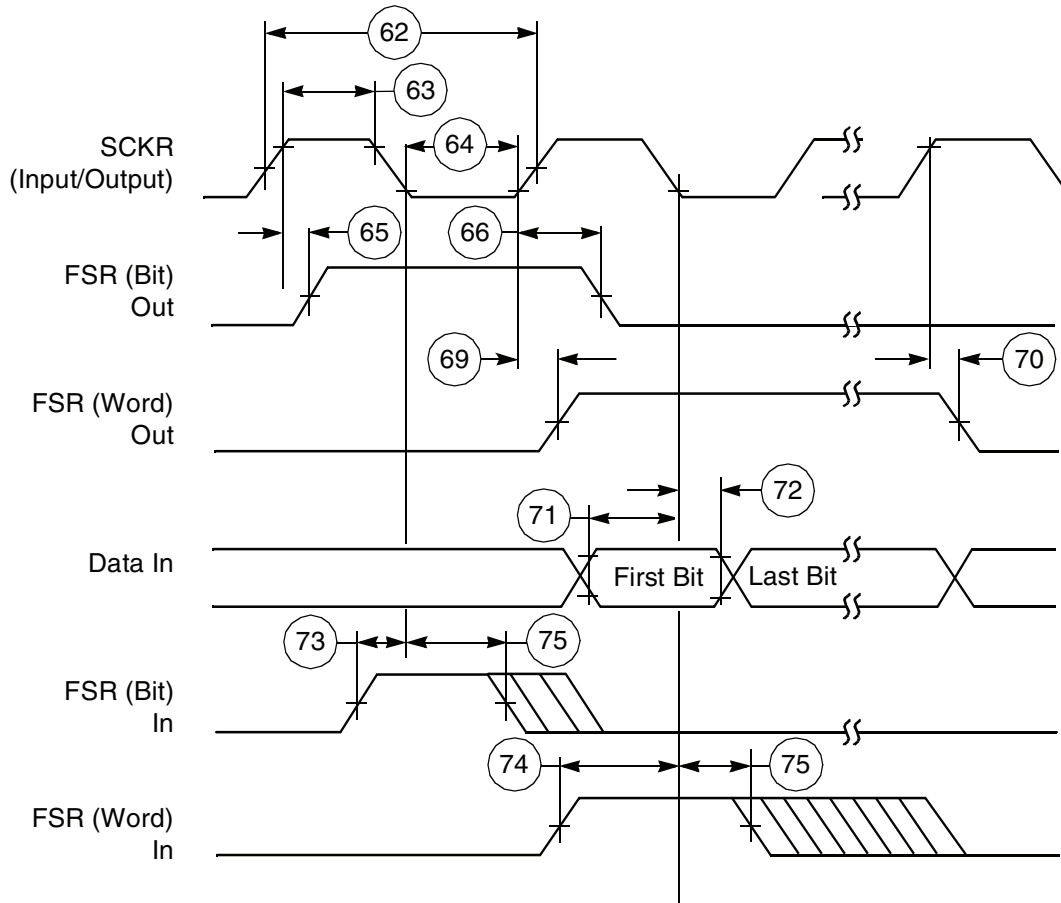 62
63
SCKR
(Input/Output)
64
65
66
FSR (Bit)
Out
69
70
FSR (Word)
Out
71
72
Data In
First Bit
Last Bit
73
75
FSR (Bit)
In
74
75
FSR (Word)
In